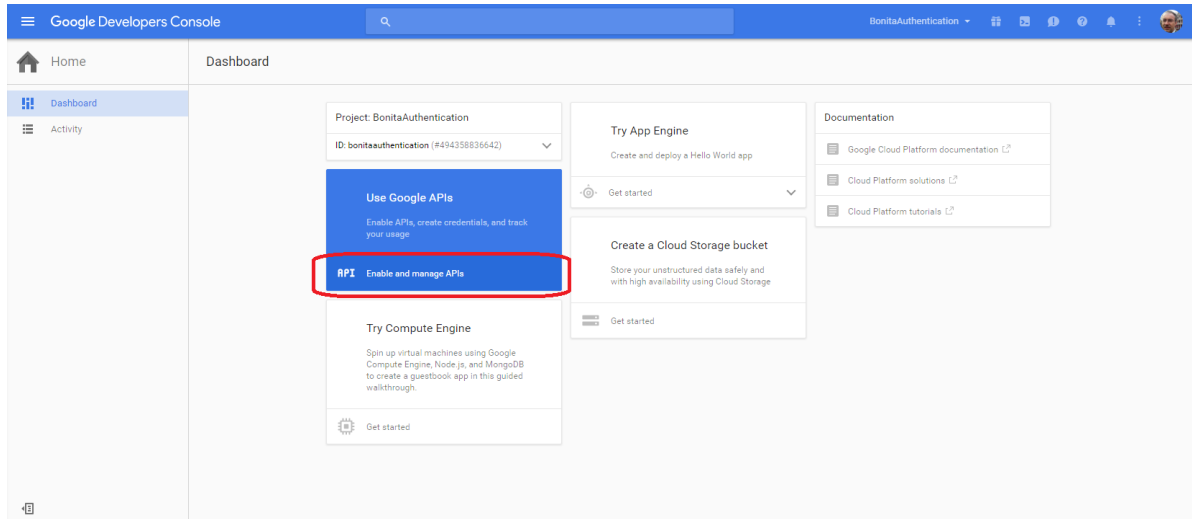 Google Developers Console
BonitaAuthentication
Home
Dashboard
Dashboard
Activity
Project: BonitaAuthentication
ID: bonitaauthentication (#494358836642)
Use Google APIs
Enable APIs, create credentials, and track
your usage
API Enable and manage APIs
Try Compute Engine
Spin up virtual machines using Google
Compute Engine, Node.js, and MongoDB
to create a guestbook app in this guided
walkthrough.
Get started
Try App Engine
Create and deploy a Hello World app
Get started
Create a Cloud Storage bucket
Store your unstructured data safely and
with high availability using Cloud Storage
Get started
Documentation
Google Cloud Platform documentation
Cloud Platform solutions
Cloud Platform tutorials